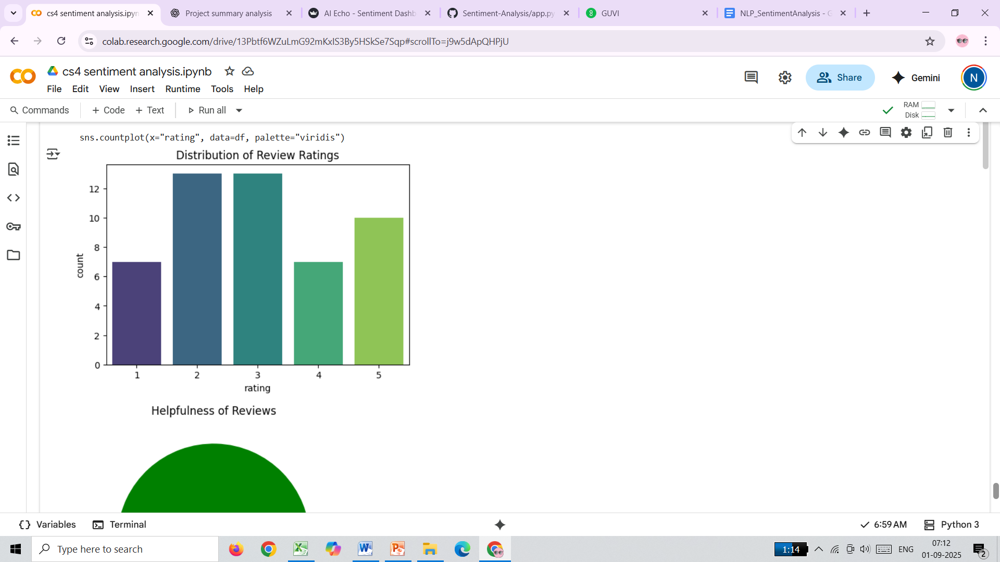 cs4 sentiment analysis.ipyn
Project summary analysis
AI Echo - Sentiment Dashb
Sentiment-Analysis/app.py
GUVI
NLP_SentimentAnalysis - G
colab.research.google.com/drive/13Pbtf6WZuLmG92mKxIS3By5HSkSe7Sqp#scrollTo=j9w5dApQHPjU
cs4 sentiment analysis.ipynb
Share
Gemini
N
File Edit View Insert Runtime Tools Help
Commands + Code + Text Run all
RAM
Disk
sns.countplot(x="rating", data=df, palette="viridis")
Distribution of Review Ratings
12
10
8
6
4
2
0
count
1 2 3 4 5
rating
Helpfulness of Reviews
Variables
Terminal
6:59 AM
Python 3
Type here to search
1:14
ENG
07:12
01-09-2025
2